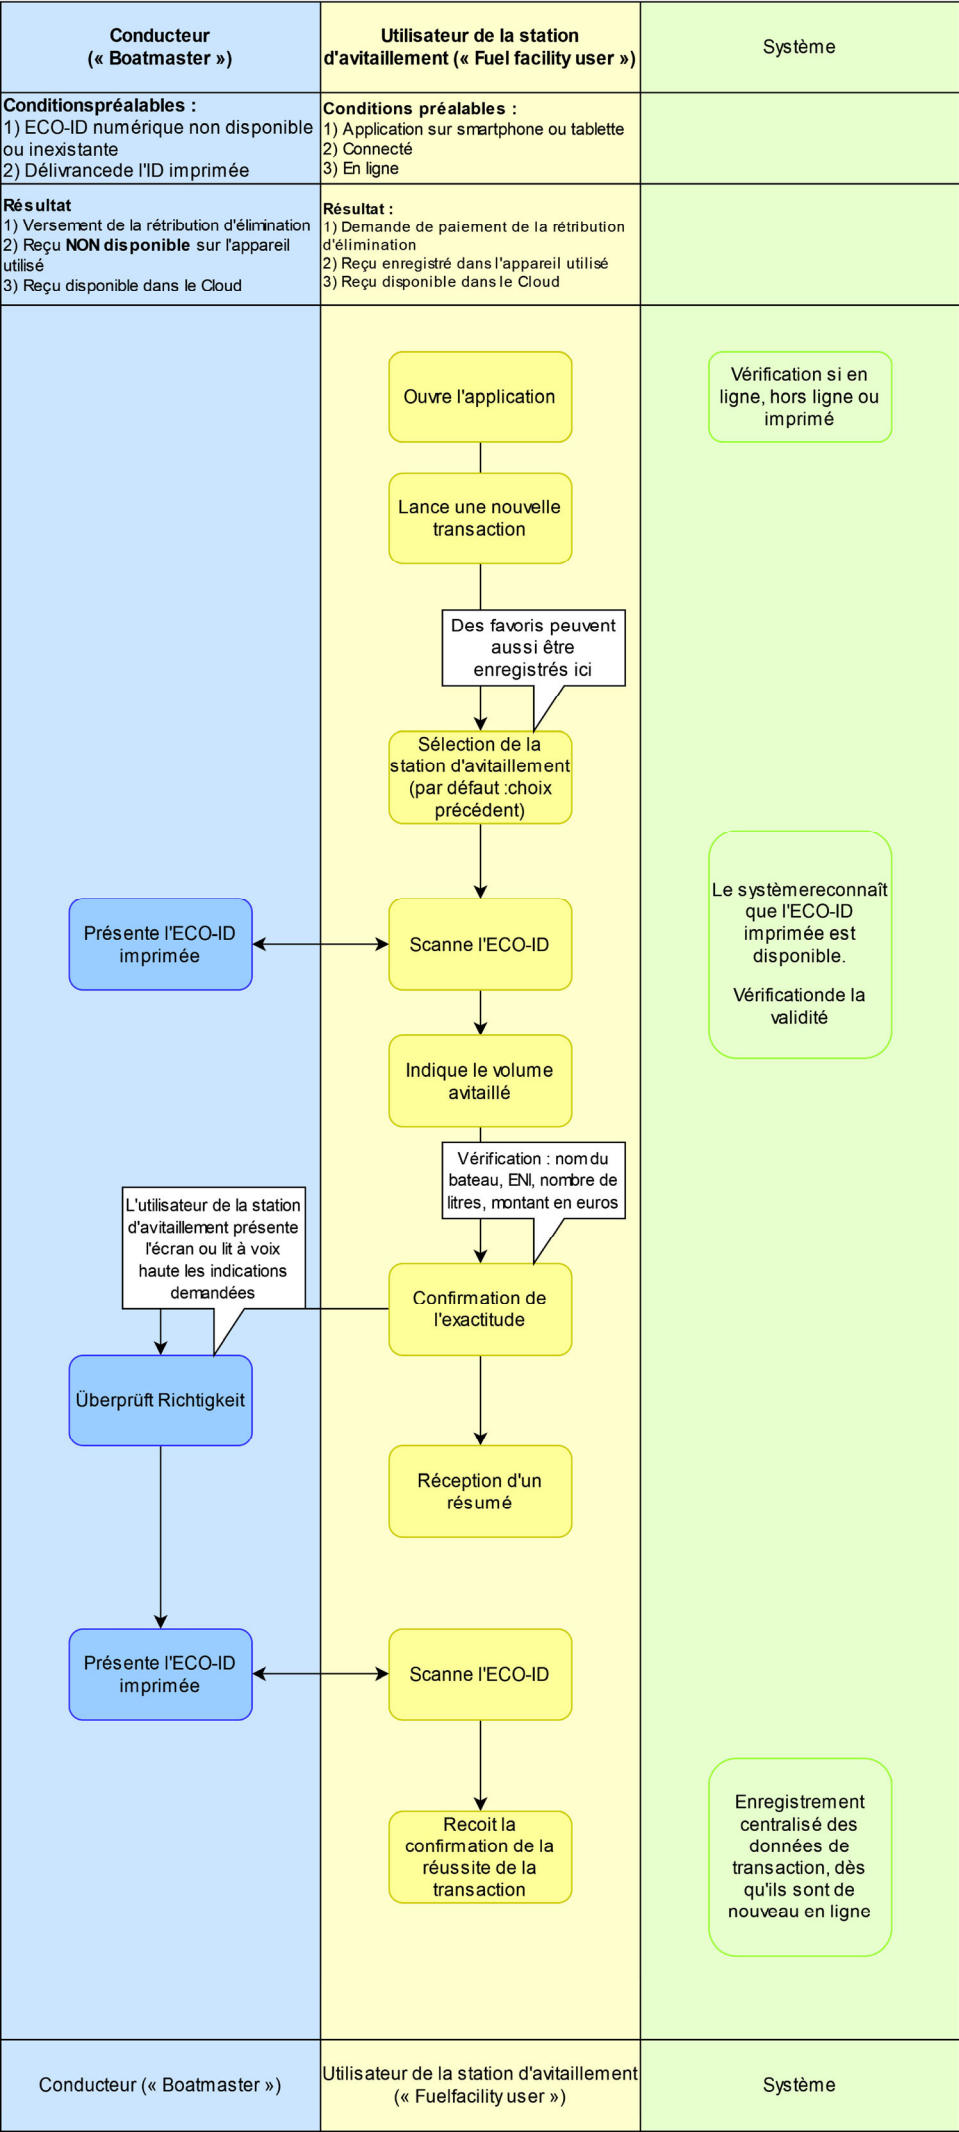 Conducteur
(« Boatmaster »)
Utilisateur de la station
d'avitaillement (« Fuel facility user »)
Système
Conditionspréalables :
1) ECO-ID numérique non disponible
ou inexistante
2) Délivrancede l'ID imprimée
Conditions préalables :
1) Application sur smartphone ou tablette
2) Connecté
3) En ligne
Résultat
1) Versement de la rétribution d'élimination
2) Reçu NON disponible sur l'appareil
utilisé
3) Reçu disponible dans le Cloud
Résultat :
1) Demande de paiement de la rétribution
d'élimination
2) Reçu enregistré dans l'appareil utilisé
3) Reçu disponible dans le Cloud
Ouvre l'application
Vérification si en
ligne, hors ligne ou
imprimé
Lance une nouvelle
transaction
Des favoris peuvent
aussi être
enregistrés ici
Sélection de la
station d'avitaillement
(par défaut :choix
précédent)
Présente l'ECO-ID
imprimée
Scanne l'ECO-ID
Le systèmereconnaît
que l'ECO-ID
imprimée est
disponible.
Vérificationde la
validité
Indique le volume
avitaillé
Vérification : nom du
bateau, ENI, nombre de
litres, montant en euros
L'utilisateur de la station
d'avitaillement présente
l'écran ou lit à voix
haute les indications
demandées
Confirmation de
l'exactitude
Überprüft Richtigkeit
Réception d'un
résumé
Présente l'ECO-ID
imprimée
Scanne l'ECO-ID
Recoit la
confirmation de la
réussite de la
transaction
Enregistrement
centralisé des
données de
transaction, dès
qu'ils sont de
nouveau en ligne
Conducteur (« Boatmaster »)
Utilisateur de la station d'avitaillement
(« Fuelfacility user »)
Système